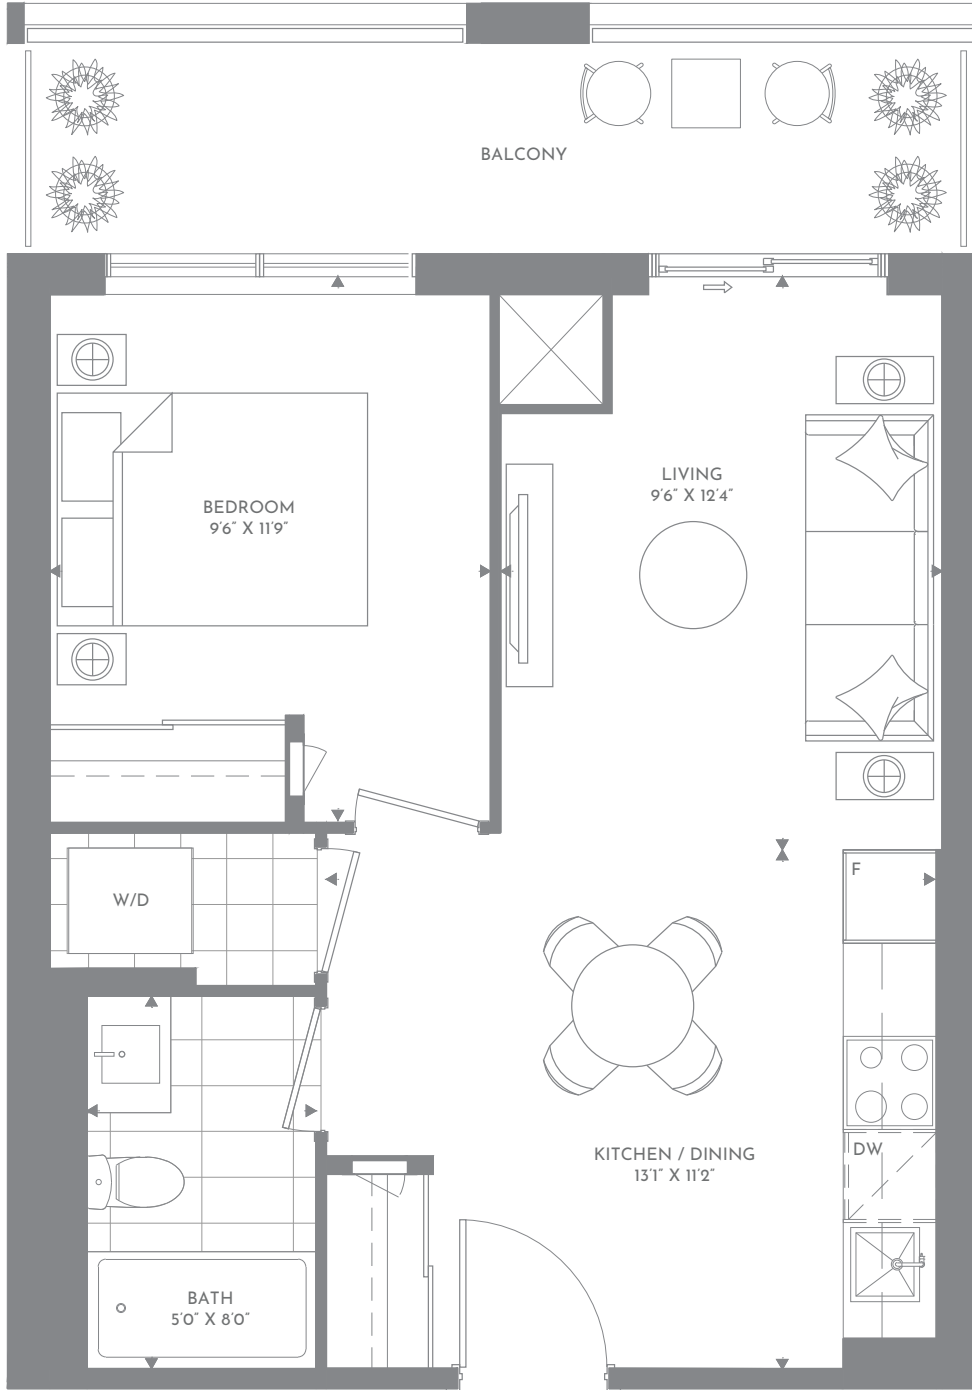 BALCONY
LIVING
9'6" X 12'4"
BEDROOM
9'6" X 11'9"
F
W/D
DW
KITCHEN / DINING
13'1" X 11'2"
BATH
5'0" X 8'0"